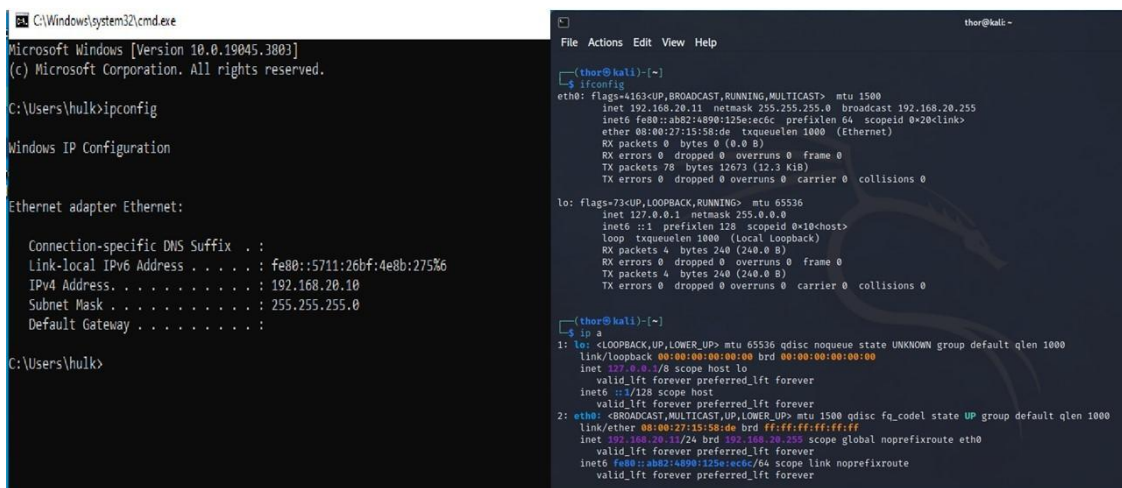 C:\Windows\system32\cmd.exe
Microsoft Windows [Version 10.0.19045.3803]
(c) Microsoft Corporation. All rights reserved.
C:\Users\hulk>ipconfig
Windows IP Configuration
Ethernet adapter Ethernet:
Connection-specific DNS Suffix . :
Link-local IPv6 Address . . . . . : fe80::5711:26bf:4e8b:275%6
IPv4 Address. . . . . . . . . . . : 192.168.20.10
Subnet Mask . . . . . . . . . . . : 255.255.255.0
Default Gateway . . . . . . . . . :
C:\Users\hulk>
thor@kali: ~
File Actions Edit View Help
┌──(thor㉿kali)-[~]
└─$ ifconfig
eth0: flags=4163<UP,BROADCAST,RUNNING,MULTICAST> mtu 1500
inet 192.168.20.11 netmask 255.255.255.0 broadcast 192.168.20.255
inet6 fe80::ab82:4890:125e:ec6c prefixlen 64 scopeid 0×20<link>
ether 08:00:27:15:58:de txqueuelen 1000 (Ethernet)
RX packets 0 bytes 0 (0.0 B)
RX errors 0 dropped 0 overruns 0 frame 0
TX packets 78 bytes 12673 (12.3 KiB)
TX errors 0 dropped 0 overruns 0 carrier 0 collisions 0
lo: flags=73<UP,LOOPBACK,RUNNING> mtu 65536
inet 127.0.0.1 netmask 255.0.0.0
inet6 ::1 prefixlen 128 scopeid 0×10<host>
loop txqueuelen 1000 (Local Loopback)
RX packets 4 bytes 240 (240.0 B)
RX errors 0 dropped 0 overruns 0 frame 0
TX packets 4 bytes 240 (240.0 B)
TX errors 0 dropped 0 overruns 0 carrier 0 collisions 0
┌──(thor㉿kali)-[~]
└─$ ip a
1: lo: <LOOPBACK,UP,LOWER_UP> mtu 65536 qdisc noqueue state UNKNOWN group default qlen 1000
link/loopback 00:00:00:00:00:00 brd 00:00:00:00:00:00
inet 127.0.0.1/8 scope host lo
valid_lft forever preferred_lft forever
inet6 ::1/128 scope host
valid_lft forever preferred_lft forever
2: eth0: <BROADCAST,MULTICAST,UP,LOWER_UP> mtu 1500 qdisc fq_codel state UP group default qlen 1000
link/ether 08:00:27:15:58:de brd ff:ff:ff:ff:ff:ff
inet 192.168.20.11/24 brd 192.168.20.255 scope global noprefixroute eth0
valid_lft forever preferred_lft forever
inet6 fe80::ab82:4890:125e:ec6c/64 scope link noprefixroute
valid_lft forever preferred_lft forever